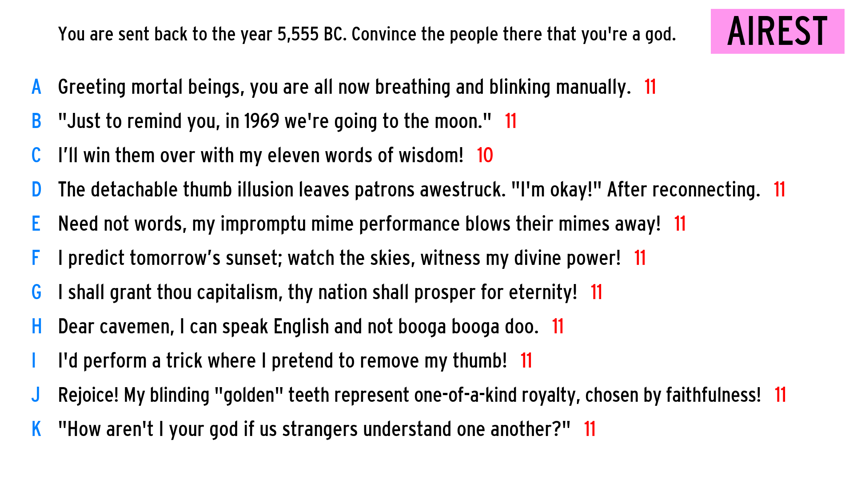 You are sent back to the year 5,555 BC. Convince the people there that you're a god.
AIREST
A Greeting mortal beings, you are all now breathing and blinking manually. 11
B "Just to remind you, in 1969 we're going to the moon." 11
C I’ll win them over with my eleven words of wisdom! 10
D The detachable thumb illusion leaves patrons awestruck. "I'm okay!" After reconnecting. 11
E Need not words, my impromptu mime performance blows their mimes away! 11
F I predict tomorrow’s sunset; watch the skies, witness my divine power! 11
G I shall grant thou capitalism, thy nation shall prosper for eternity! 11
H Dear cavemen, I can speak English and not booga booga doo. 11
I I'd perform a trick where I pretend to remove my thumb! 11
J Rejoice! My blinding "golden" teeth represent one-of-a-kind royalty, chosen by faithfulness! 11
K "How aren't I your god if us strangers understand one another?" 11